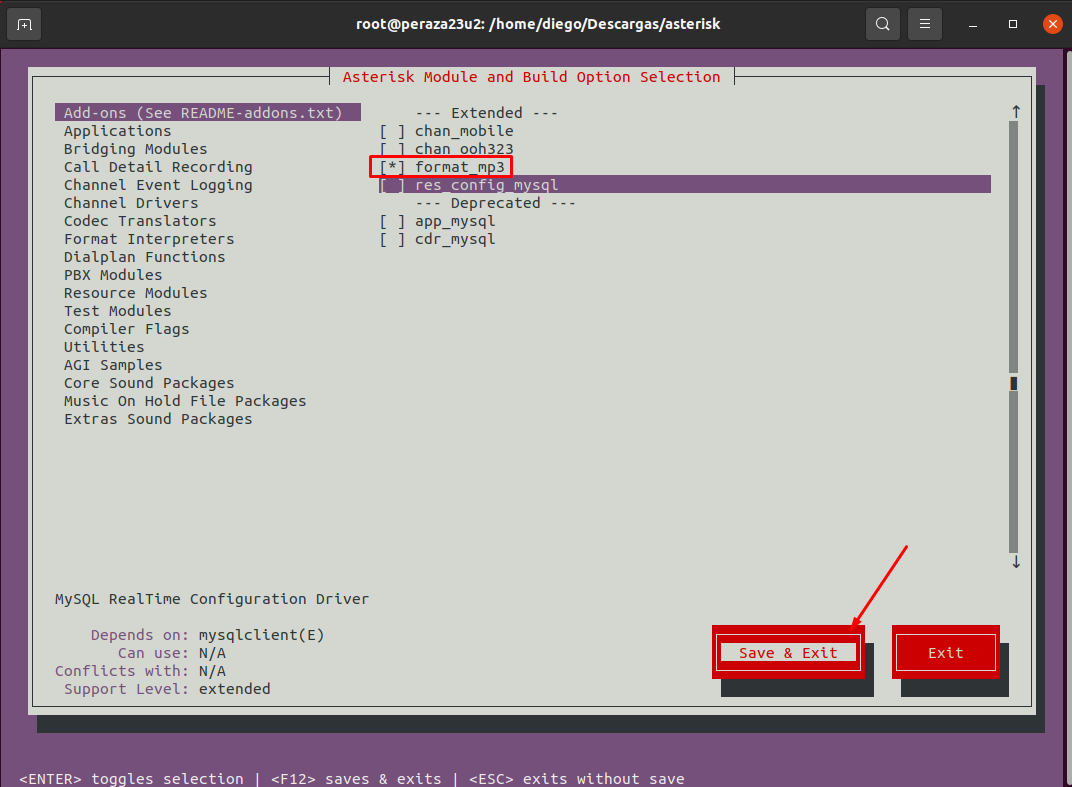 root@peraza23u2: /home/diego/Descargas/asterisk
Asterisk Module and Build Option Selection
Add-ons (See README-addons.txt)
Applications
Bridging Modules
Call Detail Recording
Channel Event Logging
Channel Drivers
Codec Translators
Format Interpreters
Dialplan Functions
PBX Modules
Resource Modules
Test Modules
Compiler Flags
Utilities
AGI Samples
Core Sound Packages
Music On Hold File Packages
Extras Sound Packages
--- Extended ---
[ ] chan_mobile
[ ] chan_ooh323
[*] format_mp3
[ ] res_config_mysql
--- Deprecated ---
[ ] app_mysql
[ ] cdr_mysql
MySQL RealTime Configuration Driver
Depends on: mysqlclient(E)
Can use: N/A
Conflicts with: N/A
Support Level: extended
Save & Exit
Exit
<ENTER> toggles selection | <F12> saves & exits | <ESC> exits without save